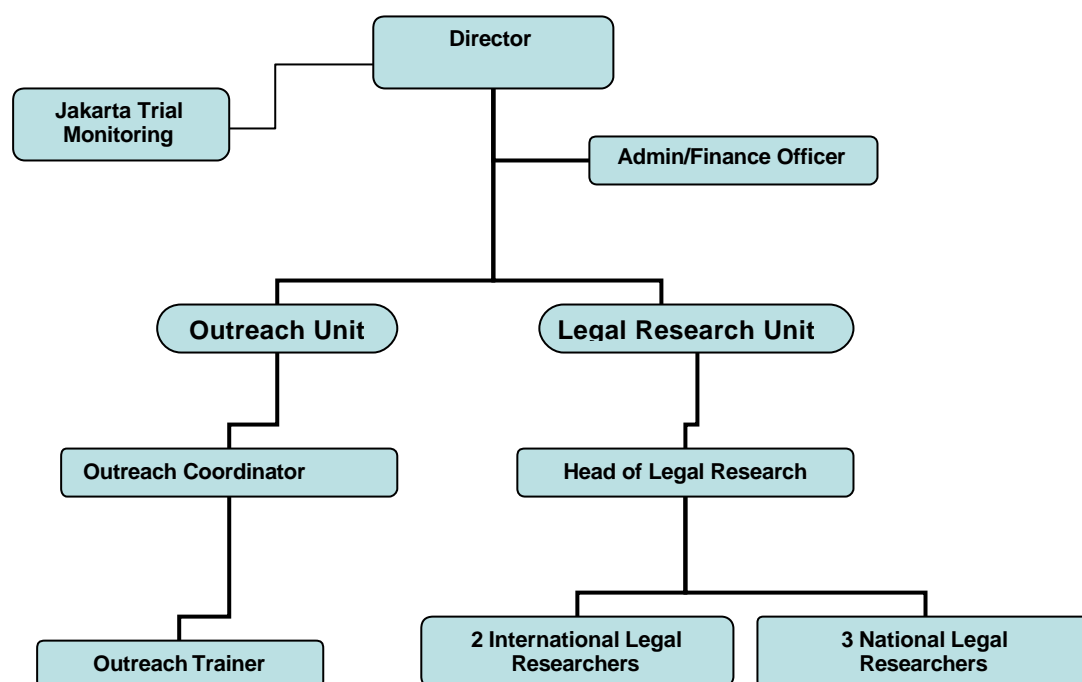 Director
Jakarta Trial
Monitoring
Admin/Finance Officer
Outreach Unit
Legal Research Unit
Outreach Coordinator
Head of Legal Research
2 International Legal
Researchers
3 National Legal
Researchers
Outreach Trainer